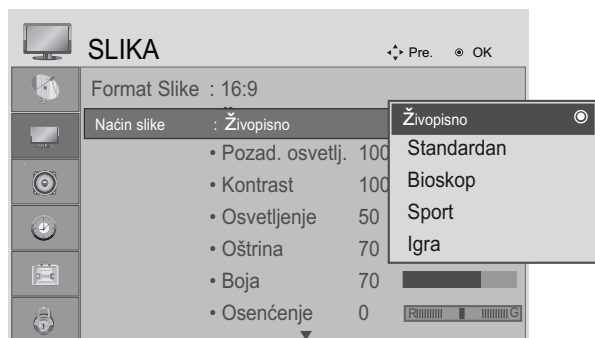 SLIKA Pre. OK
Format Slike : 16:9
Naćin slike : Živopisno
Živopisno
• Pozad. osvetlj. 100
Standardan
• Kontrast 100
Bioskop
• Osvetljenje 50
Sport
• Oštrina 70
Igra
• Boja 70
• Osenćenje 0 R G